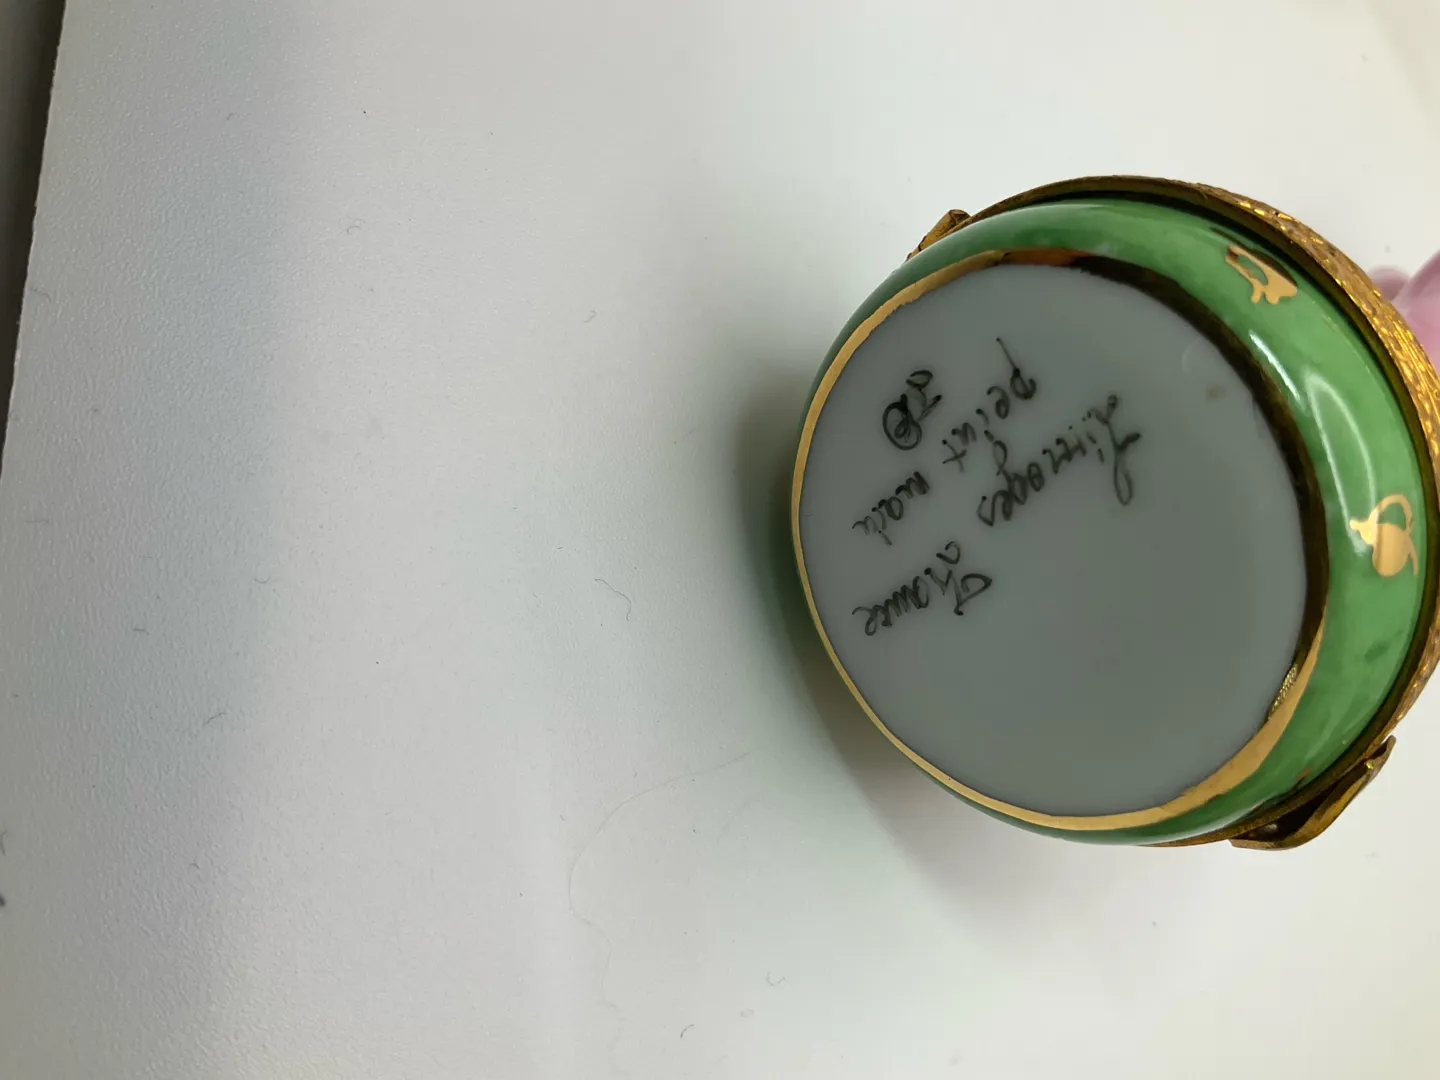 peint main
Limoges
France